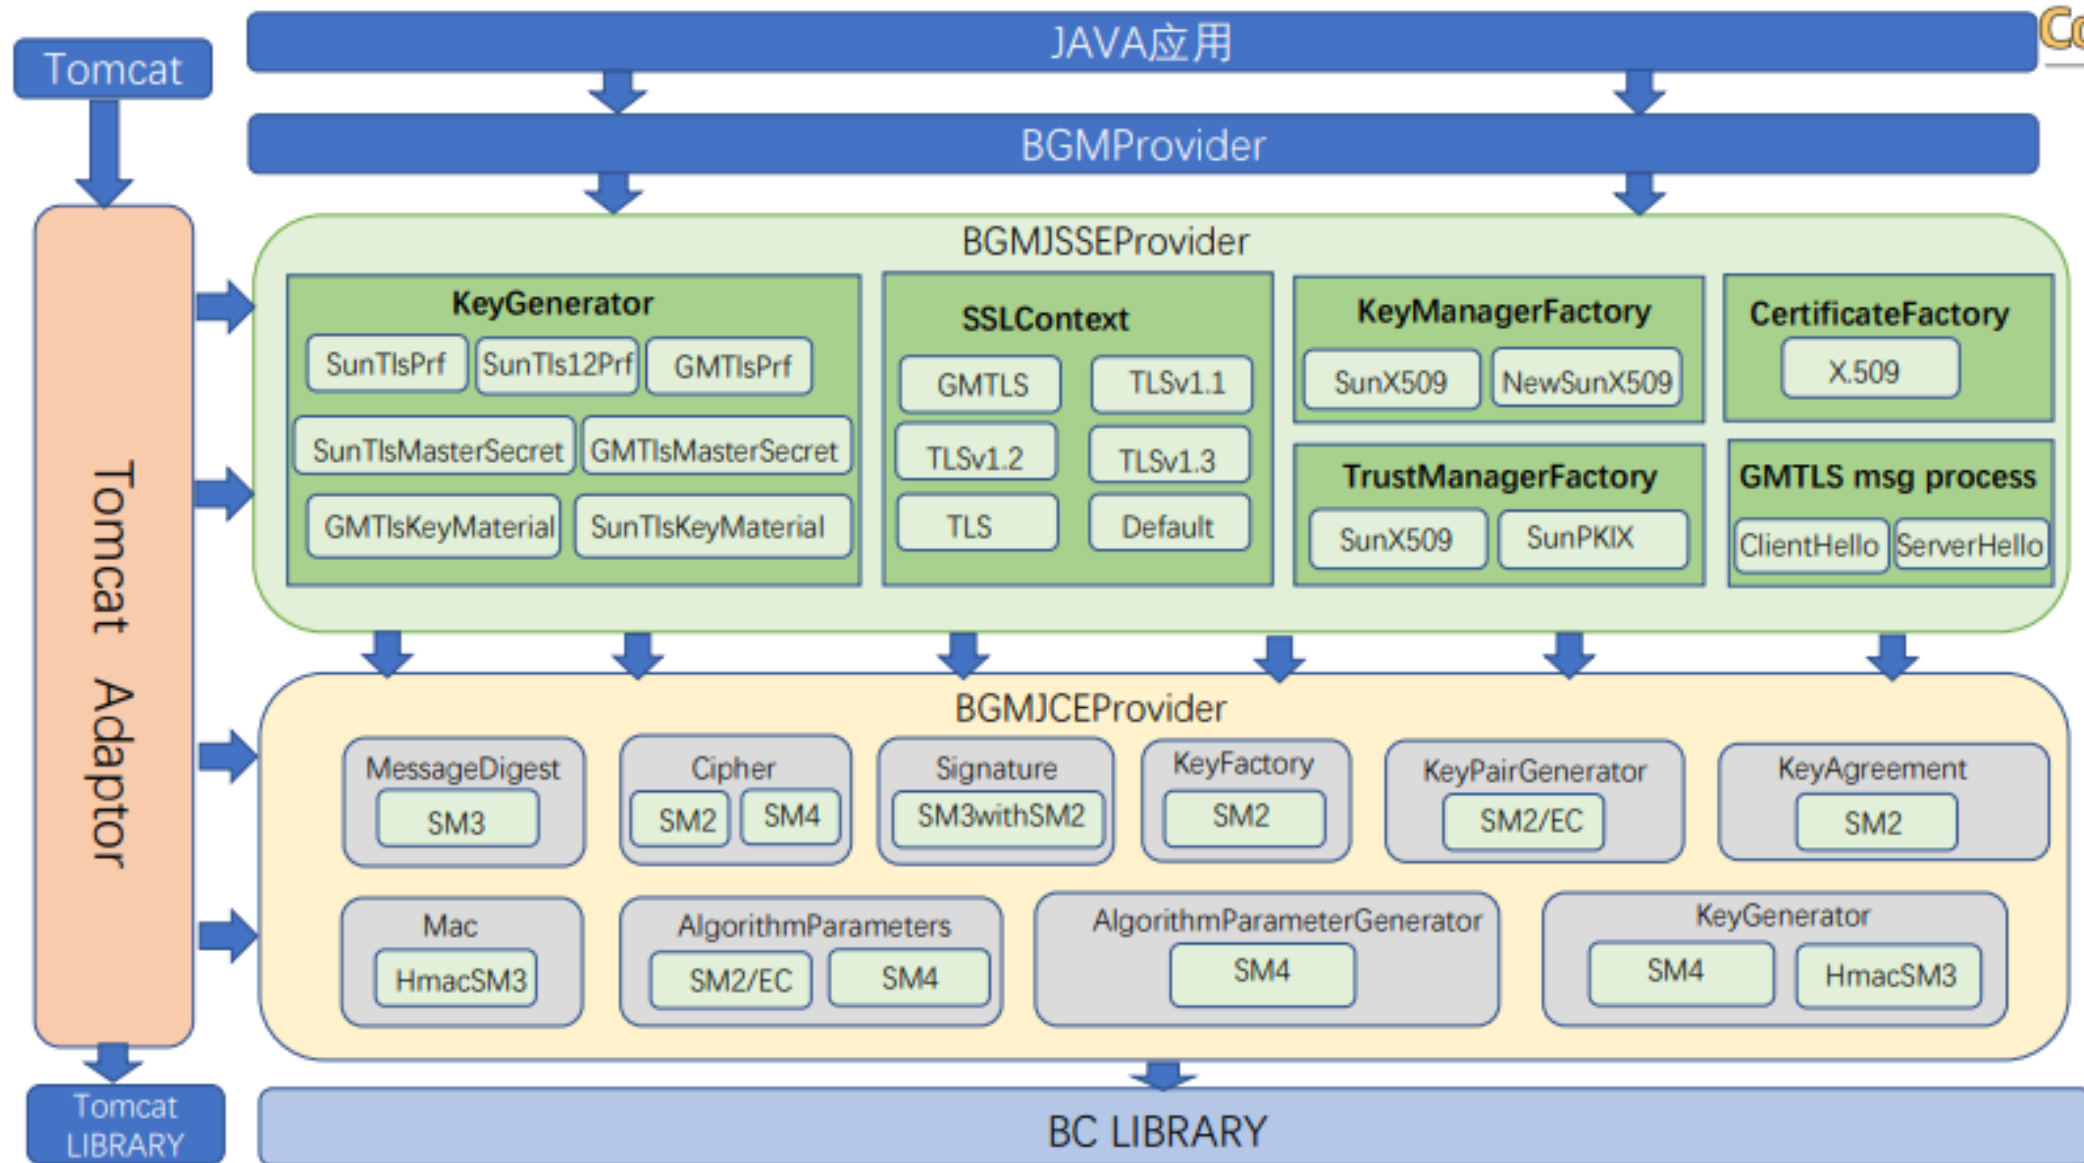 Co
JAVA应用
Tomcat
BGMProvider
BGMJSSEProvider
KeyGenerator
SunTlsPrf
SunTls12Prf
GMTlsPrf
SunTlsMasterSecret
GMTlsMasterSecret
GMTlsKeyMaterial
SunTlsKeyMaterial
SSLContext
GMTLS
TLSv1.1
TLSv1.2
TLSv1.3
TLS
Default
KeyManagerFactory
SunX509
NewSunX509
TrustManagerFactory
SunX509
SunPKIX
CertificateFactory
X.509
GMTLS msg process
ClientHello
ServerHello
Tomcat Adaptor
BGMJCEProvider
MessageDigest
SM3
Cipher
SM2
SM4
Signature
SM3withSM2
KeyFactory
SM2
KeyPairGenerator
SM2/EC
KeyAgreement
SM2
Mac
HmacSM3
AlgorithmParameters
SM2/EC
SM4
AlgorithmParameterGenerator
SM4
KeyGenerator
SM4
HmacSM3
Tomcat
LIBRARY
BC LIBRARY